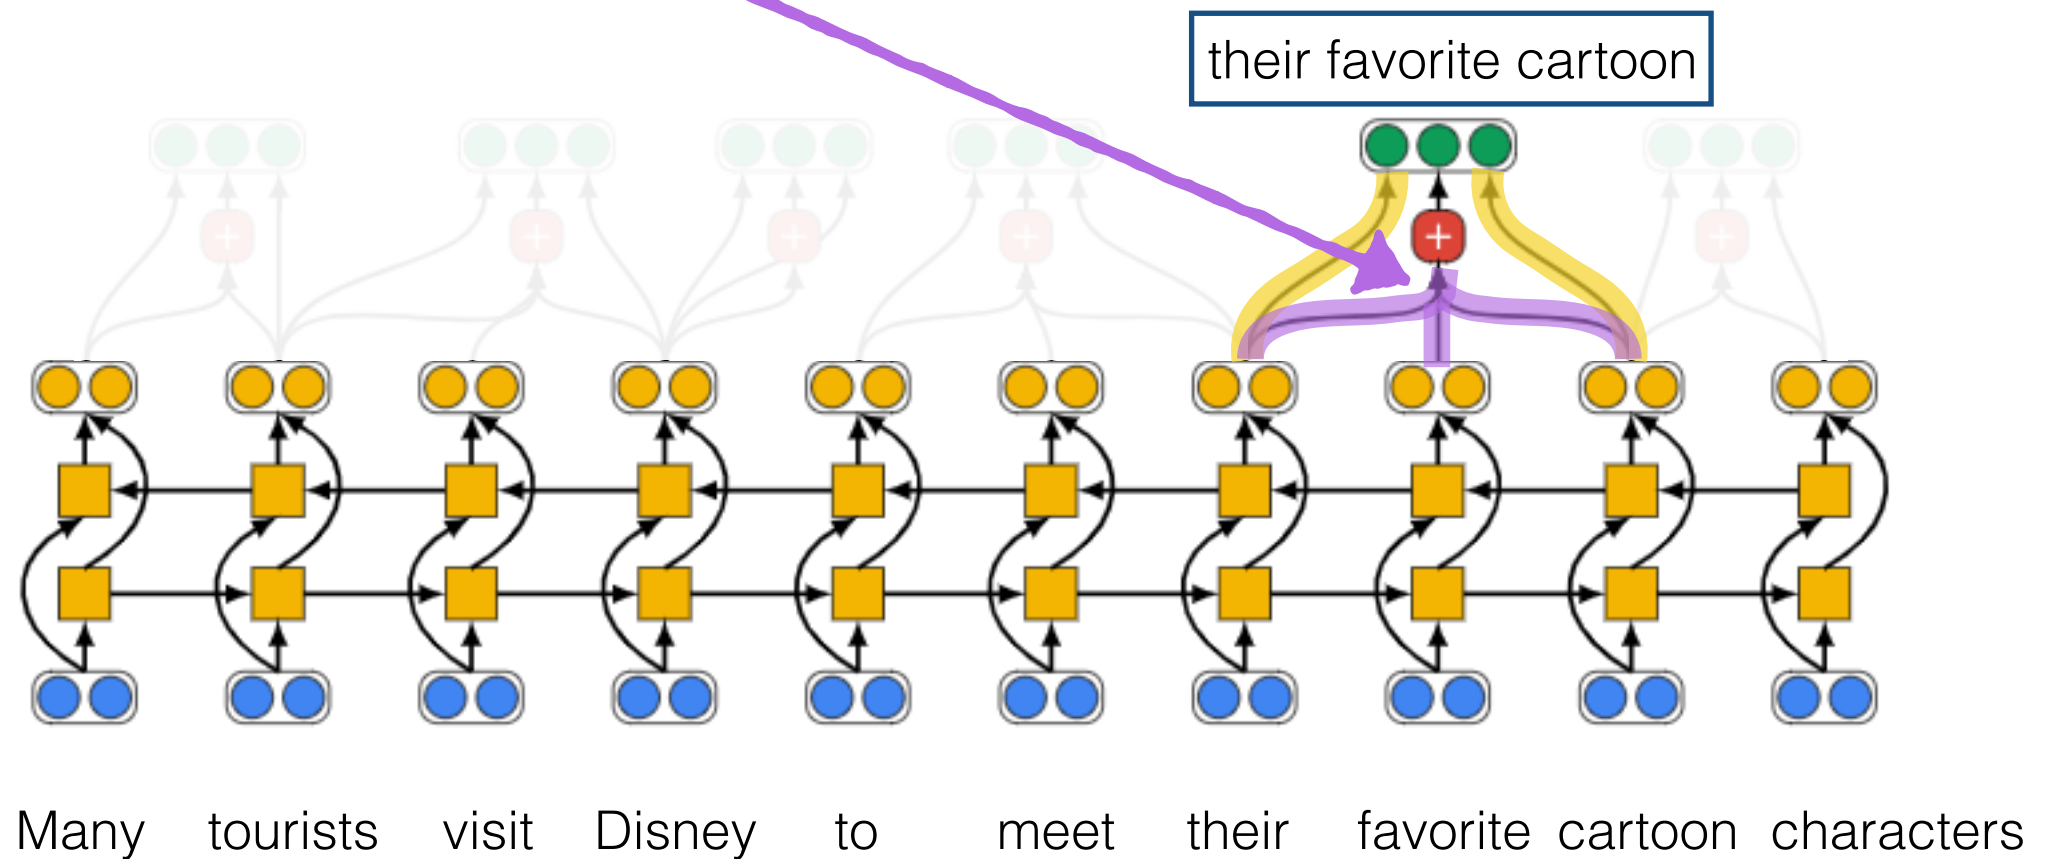 their favorite cartoon
Many tourists visit Disney to meet their favorite cartoon characters